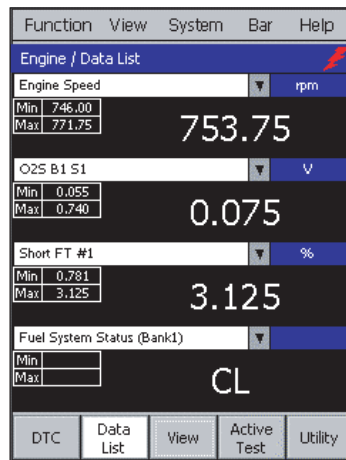 Function View System Bar Help
Engine / Data List
Engine Speed ▼ rpm
Min 746.00
Max 771.75
753.75
O2S B1 S1 ▼ V
Min 0.055
Max 0.740
0.075
Short FT #1 ▼ %
Min 0.781
Max 3.125
3.125
Fuel System Status (Bank1) ▼
Min
Max
CL
DTC Data List View Active Test Utility